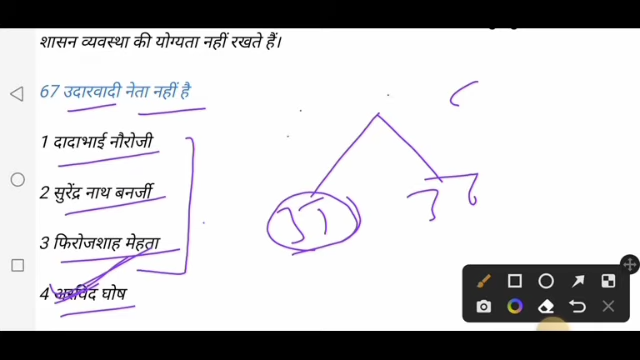 शासन व्यवस्था की योग्यता नहीं रखते हैं।
67 उदारवादी नेता नहीं है
1 दादाभाई नौरोजी
2 सुरेंद्र नाथ बनर्जी
3 फिरोजशाह मेहता
4 अरविंद घोष